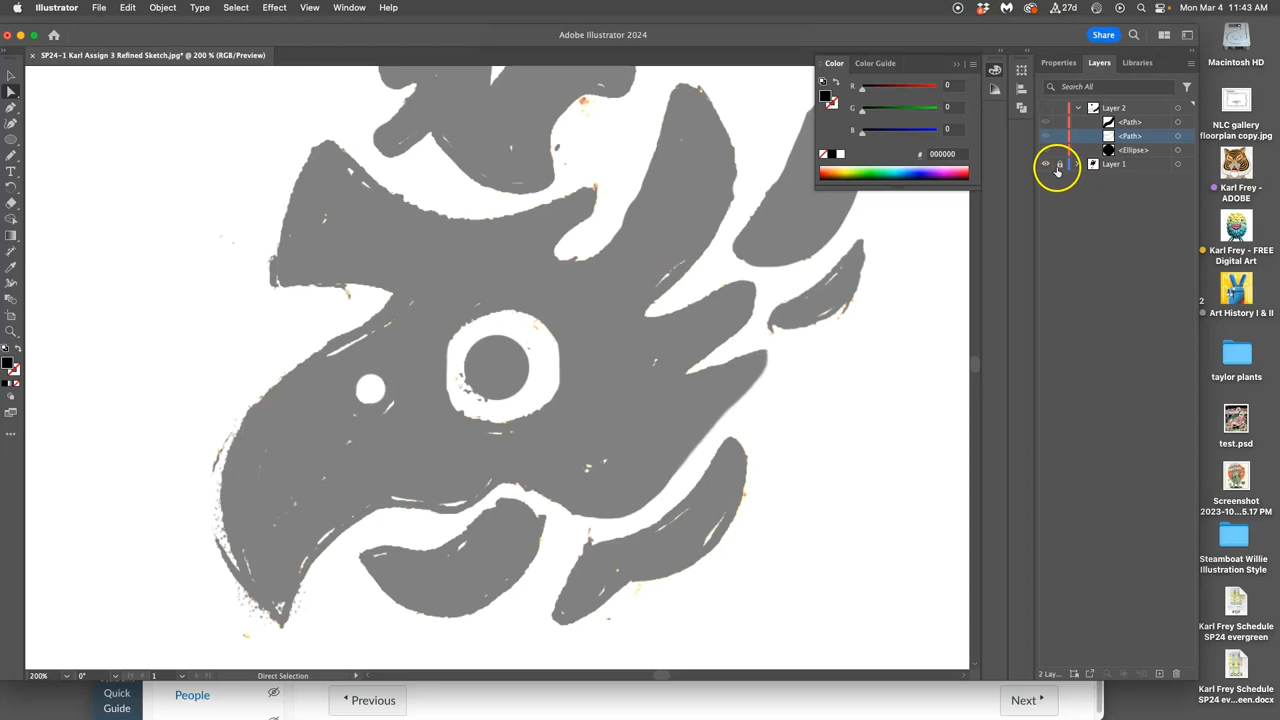 Illustrator File Edit Object Type Select Effect View Window Help
27d
Mon Mar 4 11:43 AM
Adobe Illustrator 2024
Share
× SP24-1 Karl Assign 3 Refined Sketch.jpg* @ 200 % (RGB/Preview)
Color Color Guide
R 0
G 0
B 0
# 000000
Properties Layers Libraries
Search All
Layer 2
<Path>
<Path>
<Ellipse>
Layer 1
2 Lay...
200% 0° 1 Direct Selection
Macintosh HD
NLC gallery
floorplan copy.jpg
Karl Frey -
ADOBE
Karl Frey - FREE
Digital Art
2
Art History I & II
taylor plants
test.psd
Screenshot
2023-10...5.17 PM
Steamboat Willie
Illustration Style
Karl Frey Schedule
SP24 evergreen
Karl Frey Schedule
SP24 ev...een.docx
Quick
Guide
People
Previous
Next